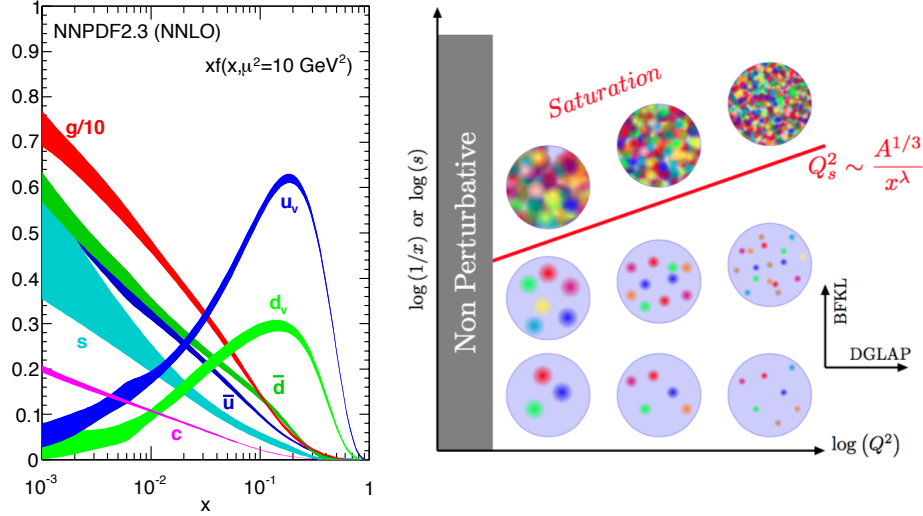 NNPDF2.3 (NNLO)
xf(x,μ²=10 GeV²)
g/10
u_v
d_v
s
d̅
u̅
c
1
0.9
0.8
0.7
0.6
0.5
0.4
0.3
0.2
0.1
0
10⁻³
10⁻²
10⁻¹
1
x
log (1/x) or log (s)
Non Perturbative
Saturation
Q_s² ∼ A^{1/3}/x^λ
BFKL
DGLAP
log (Q²)